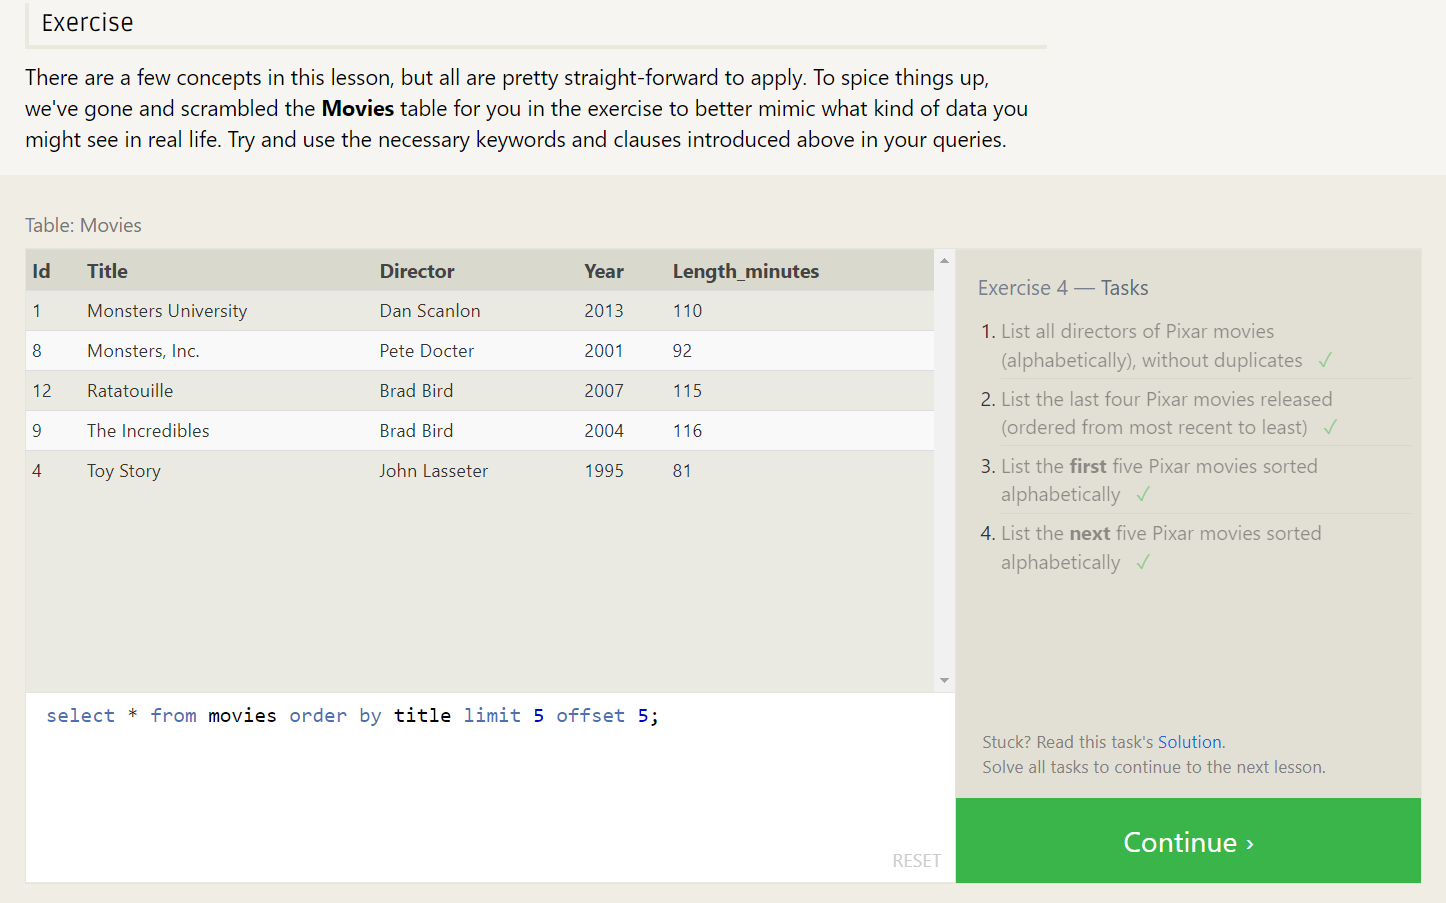 Exercise
There are a few concepts in this lesson, but all are pretty straight-forward to apply. To spice things up,
we've gone and scrambled the Movies table for you in the exercise to better mimic what kind of data you
might see in real life. Try and use the necessary keywords and clauses introduced above in your queries.
Table: Movies
Id Title Director Year Length_minutes
1 Monsters University Dan Scanlon 2013 110
8 Monsters, Inc. Pete Docter 2001 92
12 Ratatouille Brad Bird 2007 115
9 The Incredibles Brad Bird 2004 116
4 Toy Story John Lasseter 1995 81
select * from movies order by title limit 5 offset 5;
RESET
Exercise 4 — Tasks
1. List all directors of Pixar movies
(alphabetically), without duplicates ✓
2. List the last four Pixar movies released
(ordered from most recent to least) ✓
3. List the first five Pixar movies sorted
alphabetically ✓
4. List the next five Pixar movies sorted
alphabetically ✓
Stuck? Read this task's Solution.
Solve all tasks to continue to the next lesson.
Continue ›